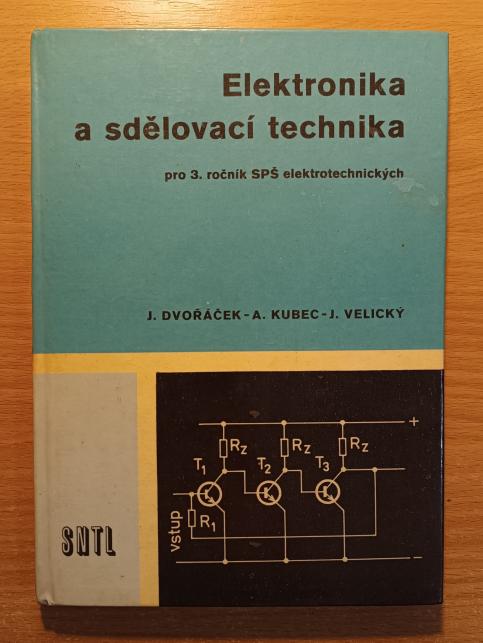 Elektronika
a sdělovací technika
pro 3. ročník SPŠ elektrotechnických
J. DVOŘÁČEK - A. KUBEC - J. VELICKÝ
+
RZ RZ RZ
T1 T2 T3
R1
vstup
-
SNTL